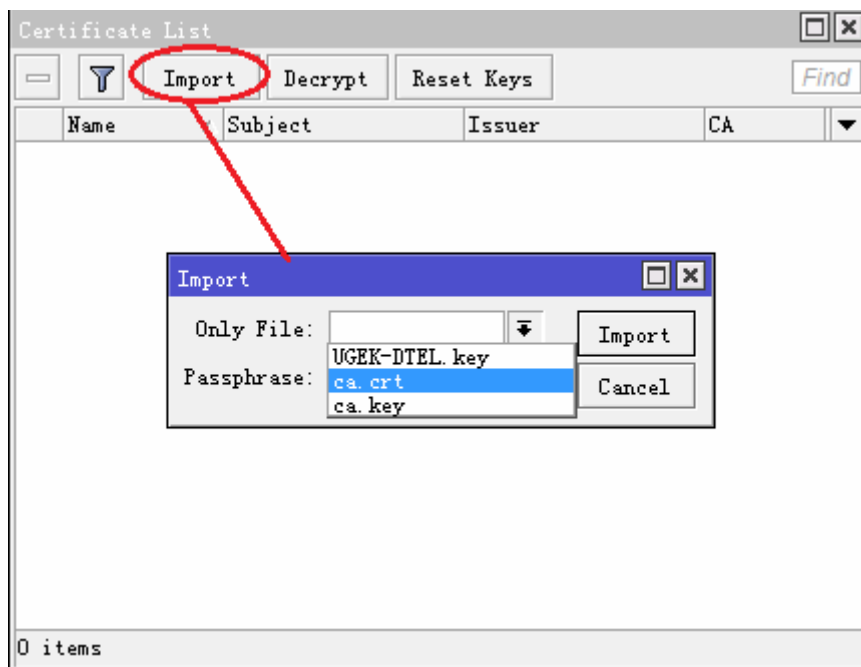 Certificate List
Import Decrypt Reset Keys Find
Name Subject Issuer CA
Import
Only File: Import
UGEK-DTEL.key
Passphrase: ca.crt Cancel
ca.key
0 items